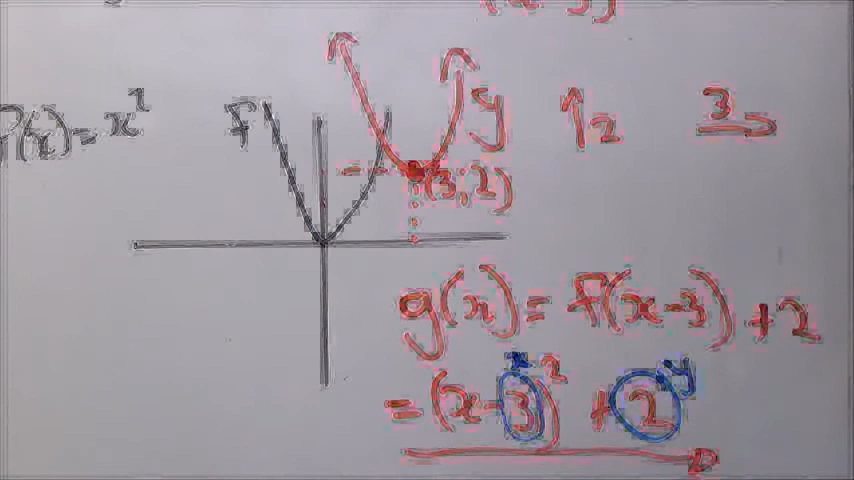 f(x) = x²
f
g
↑2
3
(3,2)
g(x) = f(x-3) + 2
x y
= (x-3)² + 2